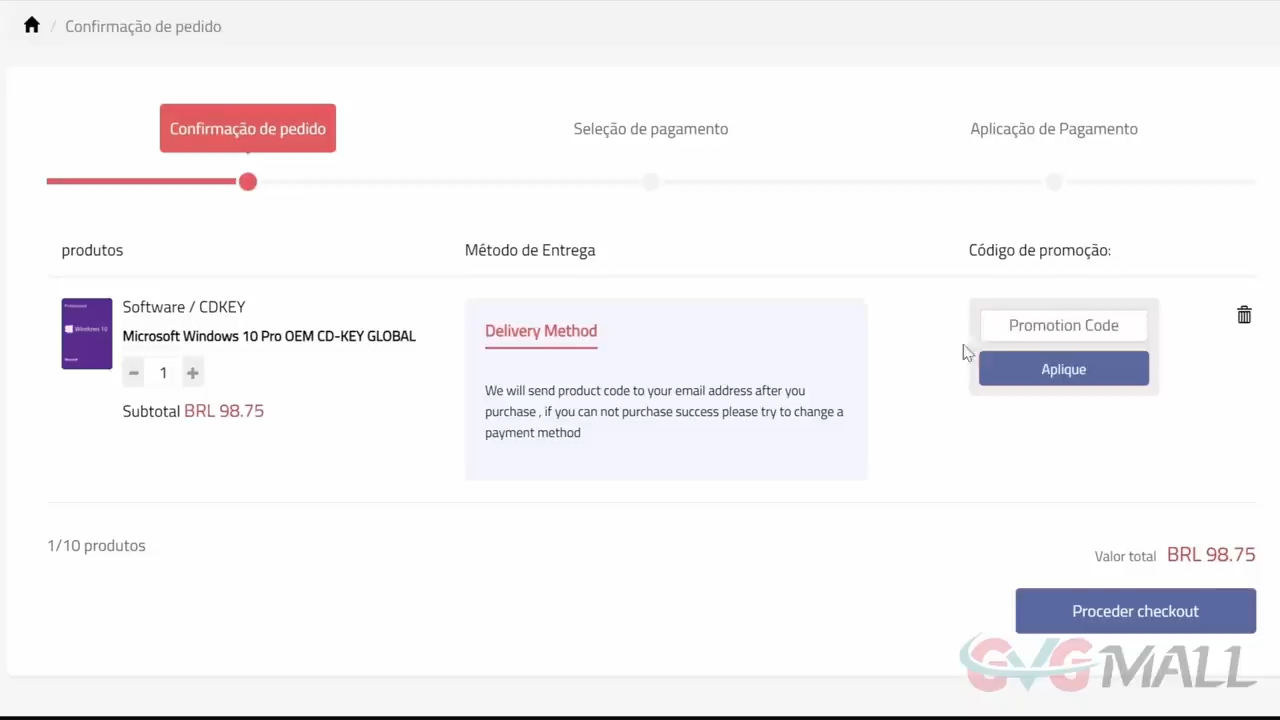 / Confirmação de pedido
Confirmação de pedido
Seleção de pagamento
Aplicação de Pagamento
produtos
Método de Entrega
Código de promoção:
Windows 10
Software / CDKEY
Microsoft Windows 10 Pro OEM CD-KEY GLOBAL
− 1 +
Subtotal BRL 98.75
Delivery Method
We will send product code to your email address after you
purchase , if you can not purchase success please try to change a
payment method
Promotion Code
Aplique
1/10 produtos
Valor total BRL 98.75
Proceder checkout
GVGMALL